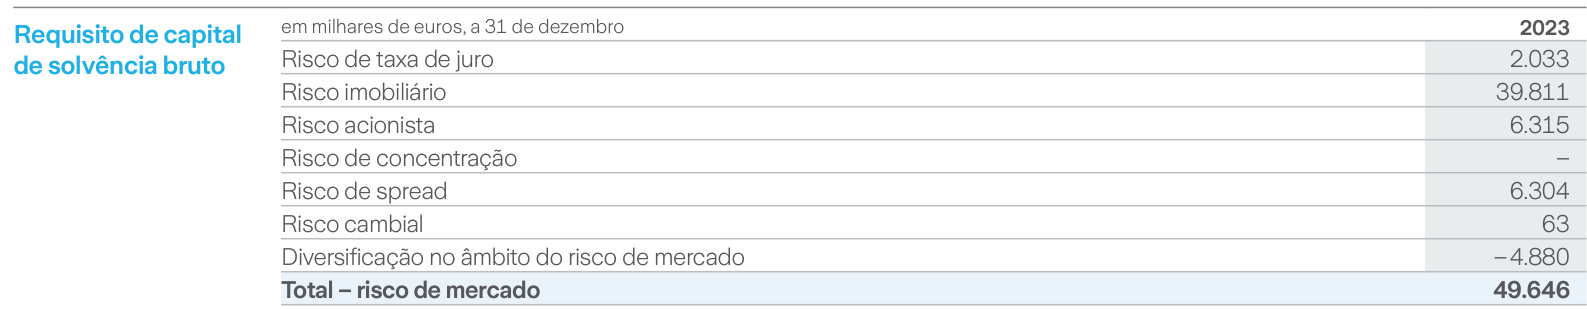 Requisito de capital
de solvência bruto
em milhares de euros, a 31 de dezembro 2023
Risco de taxa de juro 2.033
Risco imobiliário 39.811
Risco acionista 6.315
Risco de concentração –
Risco de spread 6.304
Risco cambial 63
Diversificação no âmbito do risco de mercado –4.880
Total – risco de mercado 49.646